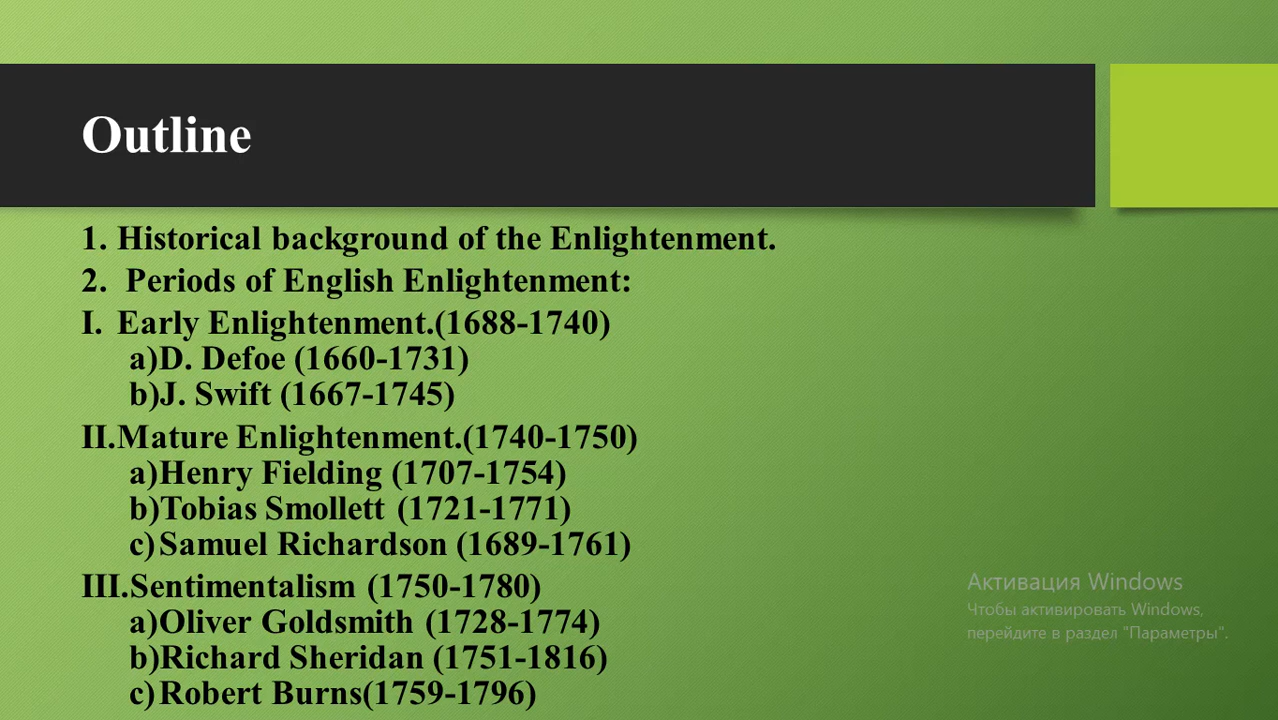 Outline
1. Historical background of the Enlightenment.
2. Periods of English Enlightenment:
I. Early Enlightenment.(1688-1740)
a)D. Defoe (1660-1731)
b)J. Swift (1667-1745)
II.Mature Enlightenment.(1740-1750)
a)Henry Fielding (1707-1754)
b)Tobias Smollett (1721-1771)
c)Samuel Richardson (1689-1761)
III.Sentimentalism (1750-1780)
a)Oliver Goldsmith (1728-1774)
b)Richard Sheridan (1751-1816)
c)Robert Burns(1759-1796)
Активация Windows
Чтобы активировать Windows,
перейдите в раздел "Параметры".